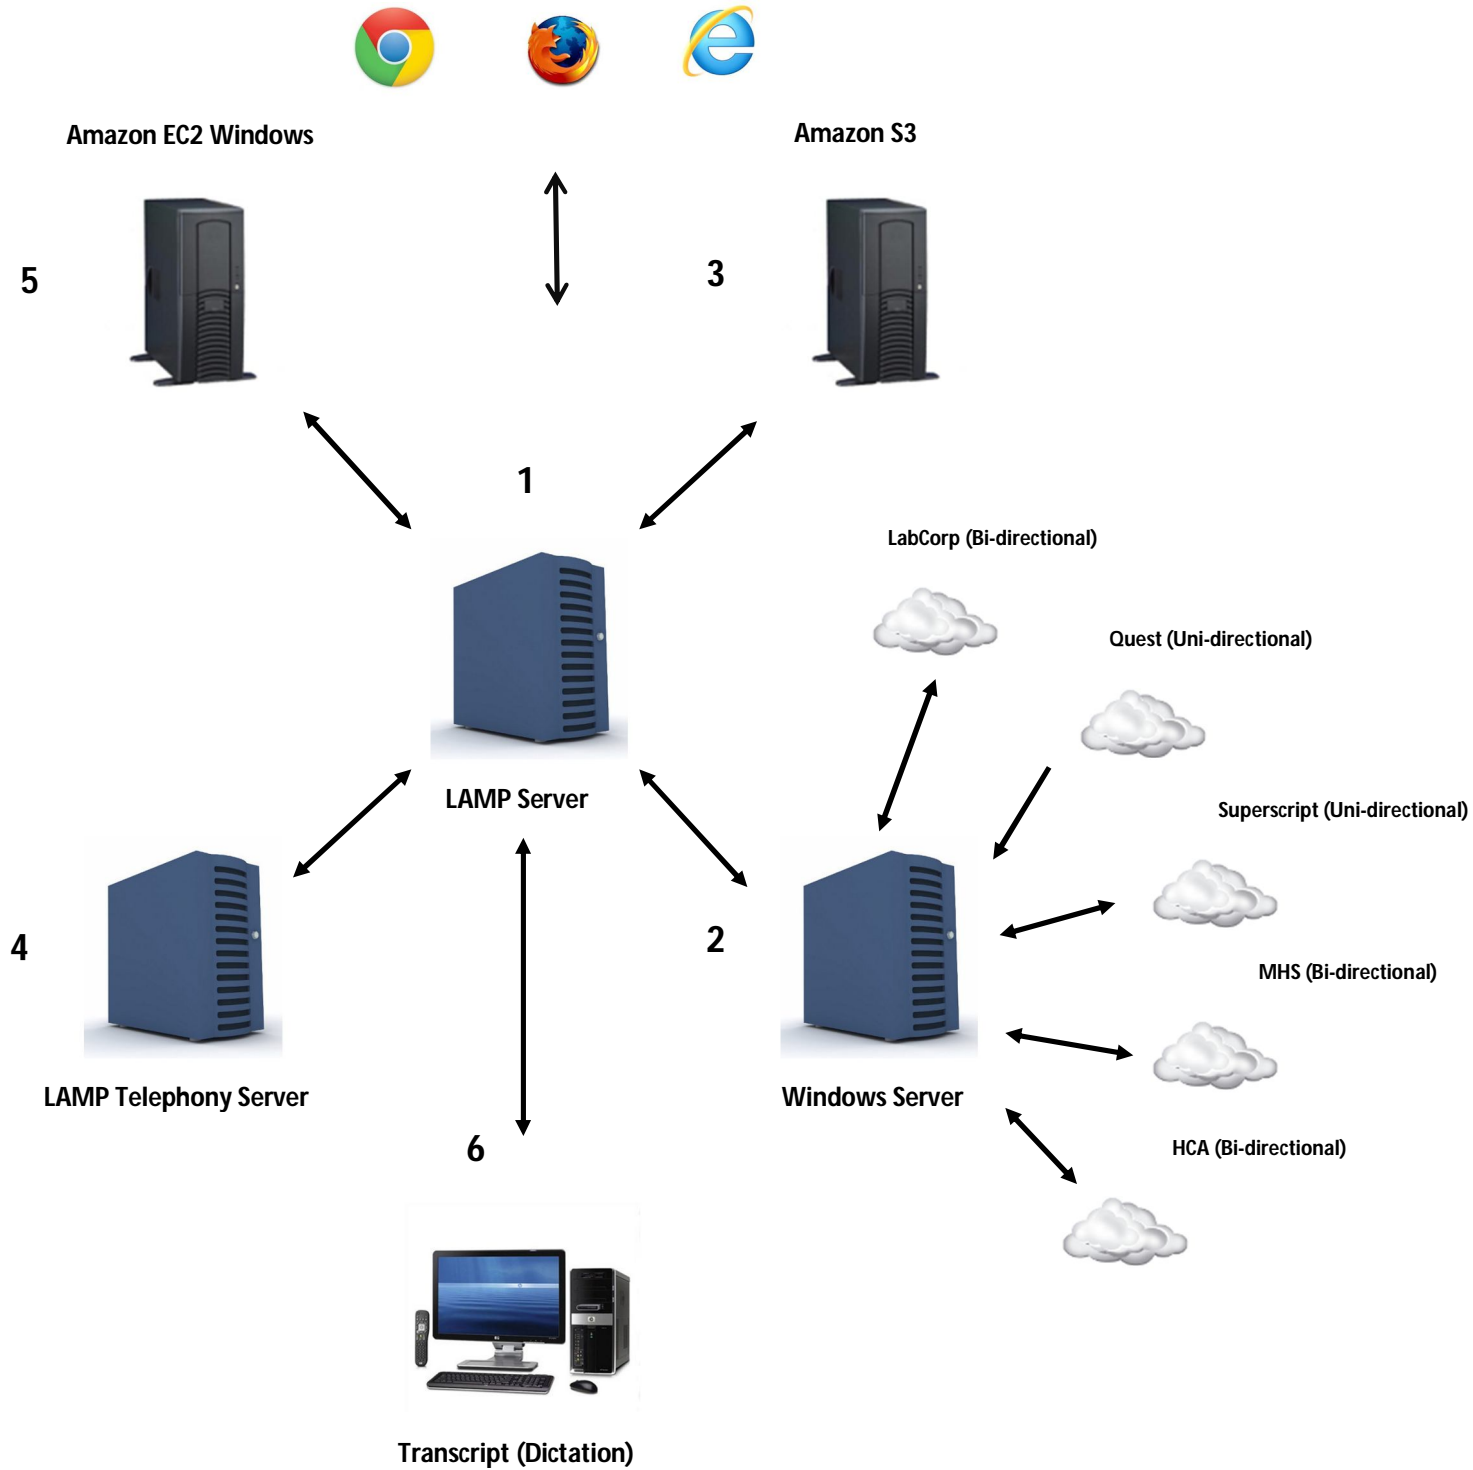 Amazon EC2 Windows
Amazon S3
5
3
1
LabCorp (Bi-directional)
Quest (Uni-directional)
LAMP Server
Superscript (Uni-directional)
4
2
MHS (Bi-directional)
LAMP Telephony Server
Windows Server
6
HCA (Bi-directional)
Transcript (Dictation)